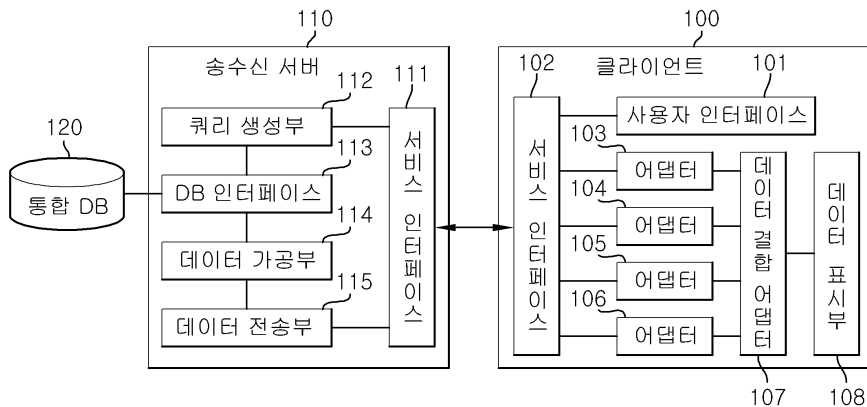 110
송수신 서버
112
111
쿼리 생성부
113
DB 인터페이스
114
데이터 가공부
115
데이터 전송부
서비스 인터페이스
120
통합 DB
100
클라이언트
102
101
서비스 인터페이스
사용자 인터페이스
103
어댑터
104
어댑터
105
어댑터
106
어댑터
데이터 결합 어댑터
데이터 표시부
107
108